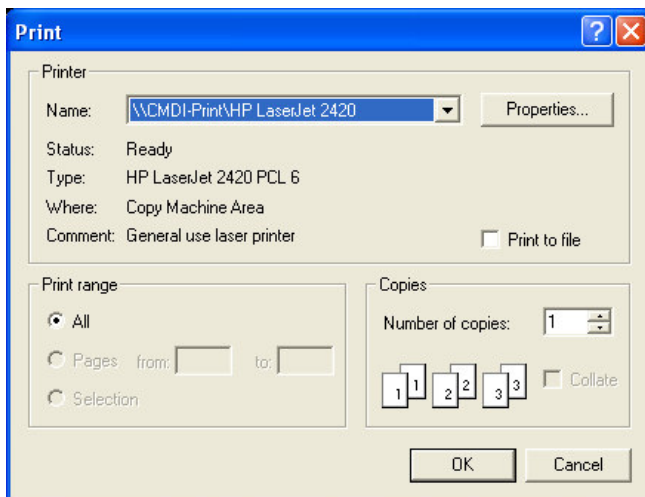 Print
Printer
Name: \\CMDI-Print\HP LaserJet 2420 Properties...
Status: Ready
Type: HP LaserJet 2420 PCL 6
Where: Copy Machine Area
Comment: General use laser printer Print to file
Print range
All
Pages from: to:
Selection
Copies
Number of copies: 1
1 1 2 2 3 3 Collate
OK Cancel